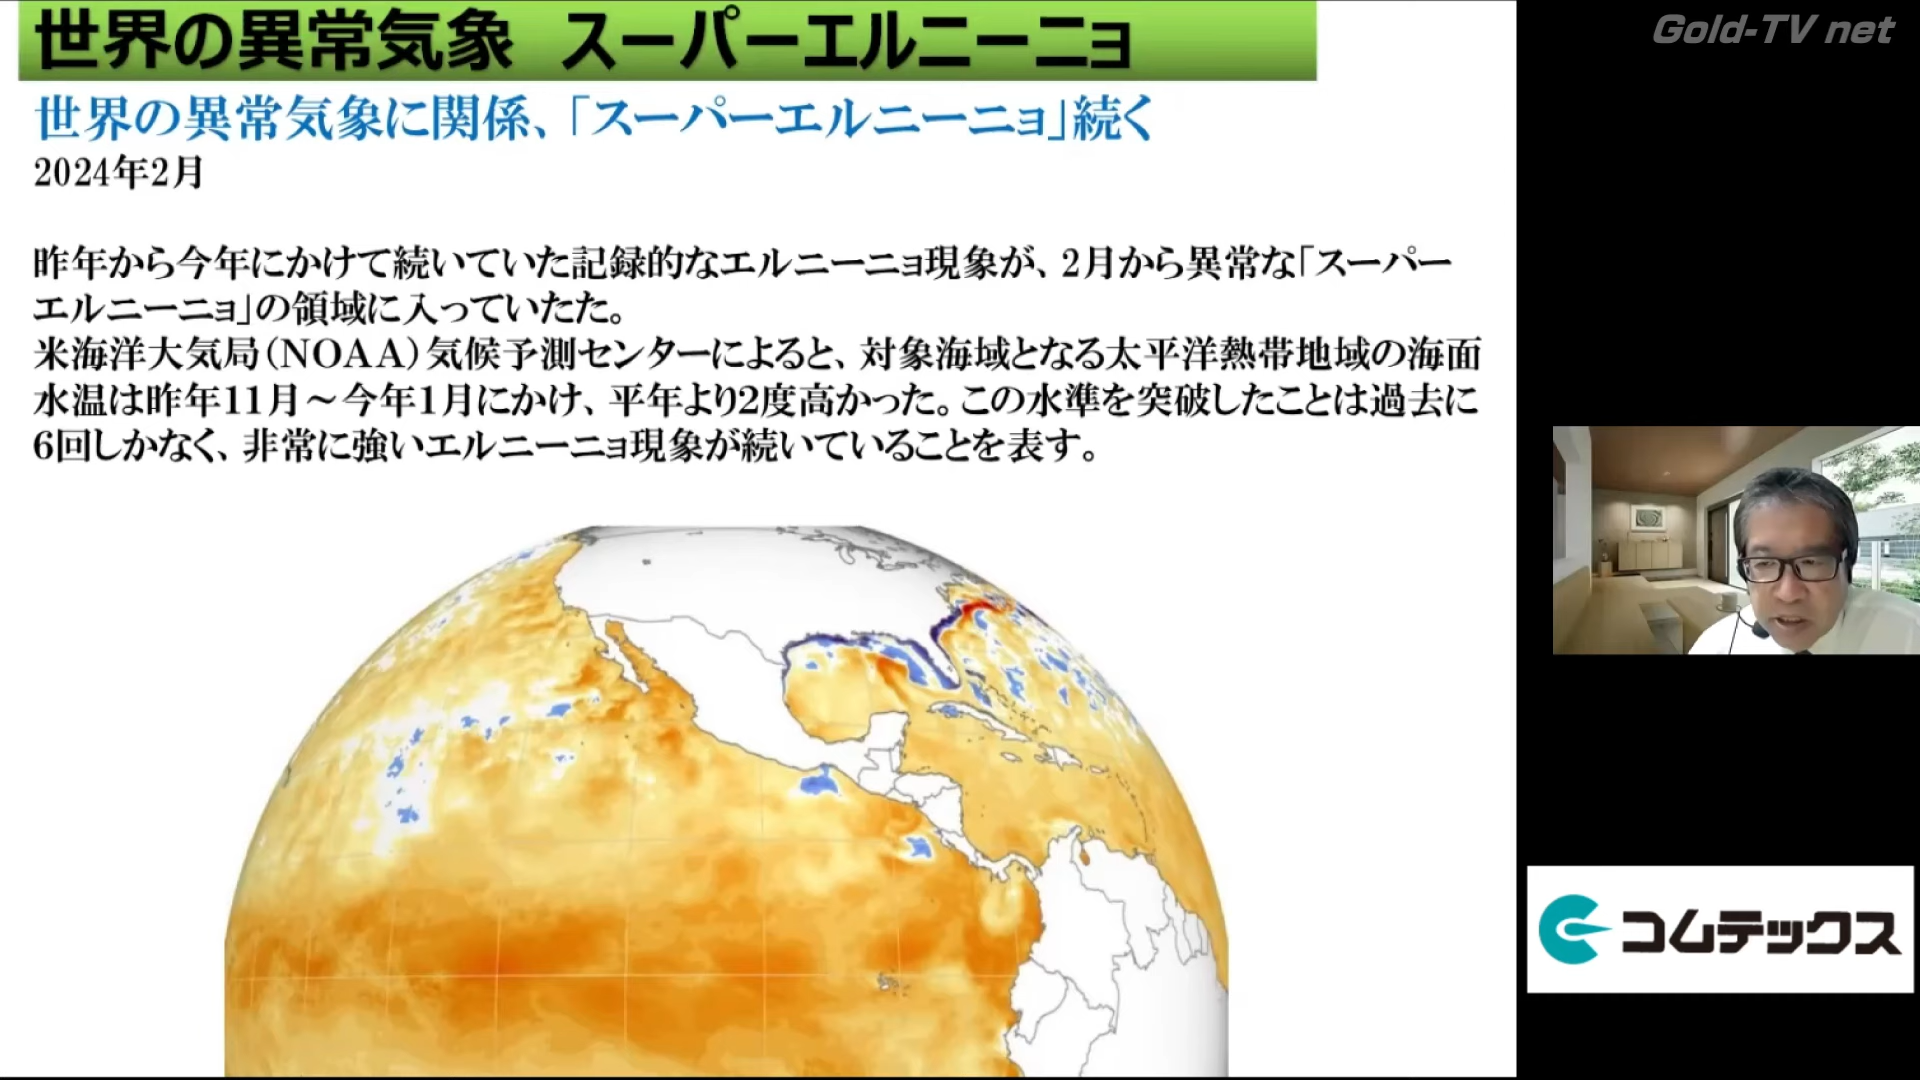 世界の異常気象　スーパーエルニーニョ
世界の異常気象に関係、「スーパーエルニーニョ」続く
2024年2月
昨年から今年にかけて続いていた記録的なエルニーニョ現象が、2月から異常な「スーパー
エルニーニョ」の領域に入っていたた。
米海洋大気局（NOAA）気候予測センターによると、対象海域となる太平洋熱帯地域の海面
水温は昨年11月～今年1月にかけ、平年より2度高かった。この水準を突破したことは過去に
6回しかなく、非常に強いエルニーニョ現象が続いていることを表す。
Gold-TV net
コムテックス